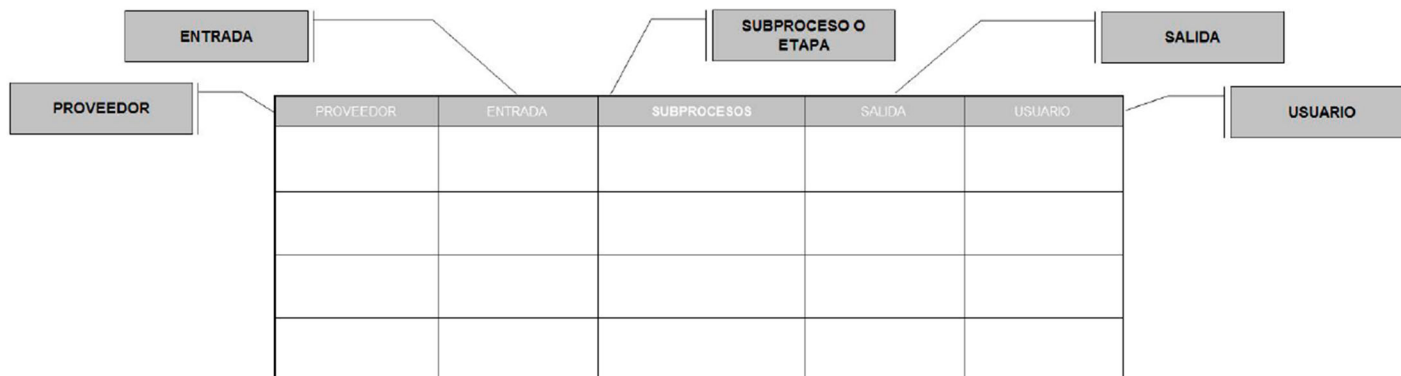 ENTRADA
SUBPROCESO O
ETAPA
SALIDA
PROVEEDOR
USUARIO
PROVEEDOR ENTRADA SUBPROCESOS SALIDA USUARIO